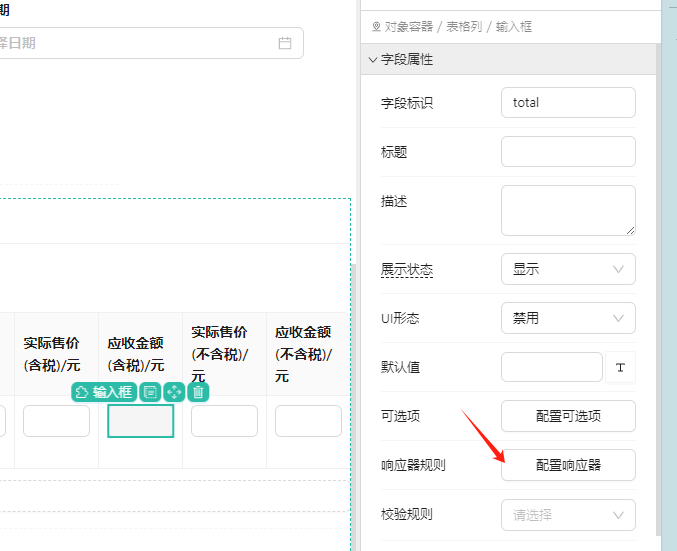 期
择日期
实际售价
(含税)/元
应收金额
(含税)/元
实际售价
(不含税)/
元
应收金额
(不含税)/
元
输入框
对象容器 / 表格列 / 输入框
字段属性
字段标识
total
标题
描述
展示状态
显示
UI形态
禁用
默认值
T
可选项
配置可选项
响应器规则
配置响应器
校验规则
请选择